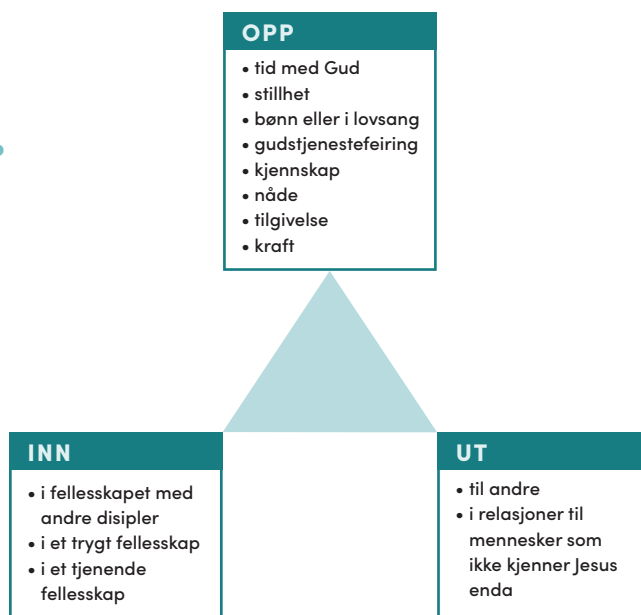 OPP
• tid med Gud
• stillhet
• bønn eller i lovsang
• gudstjenestefeiring
• kjennskap
• nåde
• tilgivelse
• kraft
INN
• i fellesskapet med
andre disipler
• i et trygt fellesskap
• i et tjenende
fellesskap
UT
• til andre
• i relasjoner til
mennesker som
ikke kjenner Jesus
enda